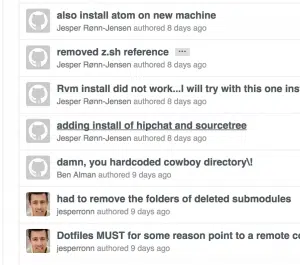 also install atom on new machine
Jesper Rønn-Jensen authored 8 days ago
removed z.sh reference ...
Jesper Rønn-Jensen authored 8 days ago
Rvm install did not work...I will try with this one inst
Jesper Rønn-Jensen authored 8 days ago
adding install of hipchat and sourcetree
Jesper Rønn-Jensen authored 8 days ago
damn, you hardcoded cowboy directory\!
Ben Alman authored 9 days ago
had to remove the folders of deleted submodules
jesperronn authored 9 days ago
Dotfiles MUST for some reason point to a remote co
jesperronn authored 9 days ago